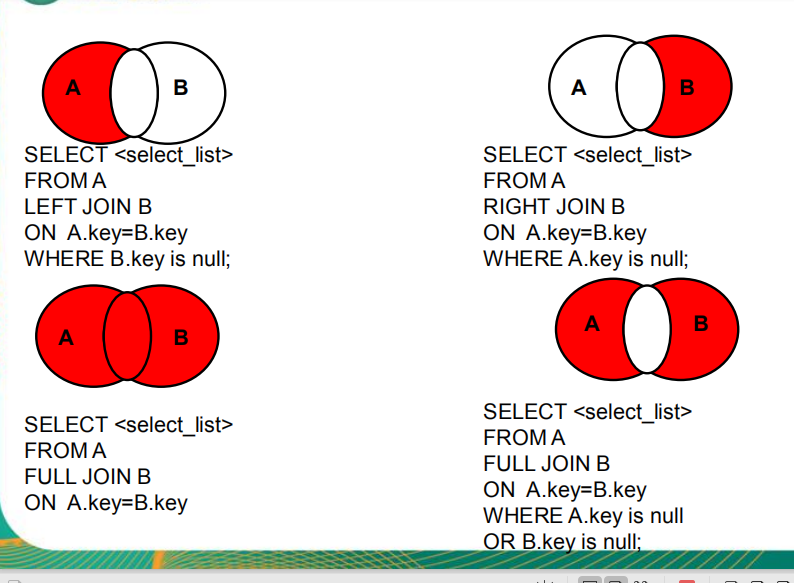 A B
SELECT <select_list>
FROM A
LEFT JOIN B
ON A.key=B.key
WHERE B.key is null;
A B
SELECT <select_list>
FROM A
RIGHT JOIN B
ON A.key=B.key
WHERE A.key is null;
A B
SELECT <select_list>
FROM A
FULL JOIN B
ON A.key=B.key
A B
SELECT <select_list>
FROM A
FULL JOIN B
ON A.key=B.key
WHERE A.key is null
OR B.key is null;